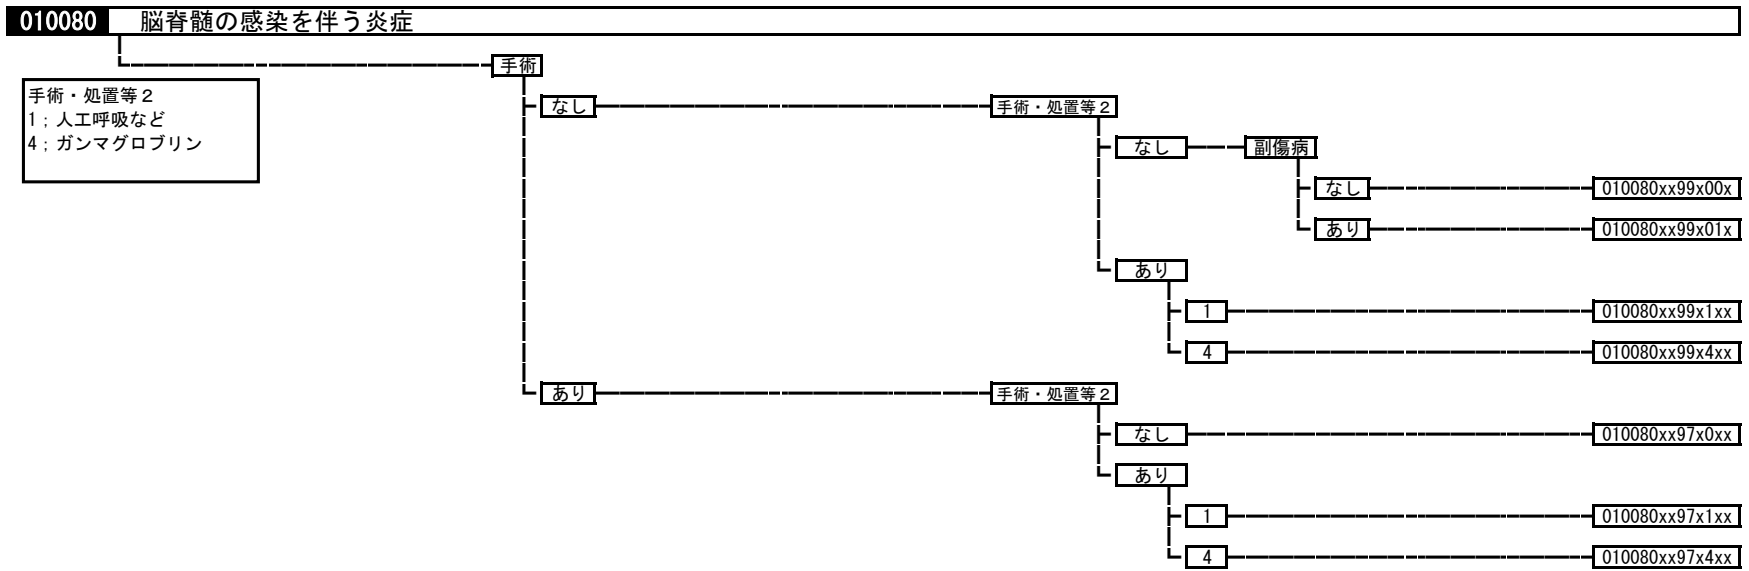 010080 脳脊髄の感染を伴う炎症
手術
手術・処置等２
1；人工呼吸など
4；ガンマグロブリン
なし 手術・処置等２
なし 副傷病
なし 010080xx99x00x
あり 010080xx99x01x
あり
1 010080xx99x1xx
4 010080xx99x4xx
あり 手術・処置等２
なし 010080xx97x0xx
あり
1 010080xx97x1xx
4 010080xx97x4xx